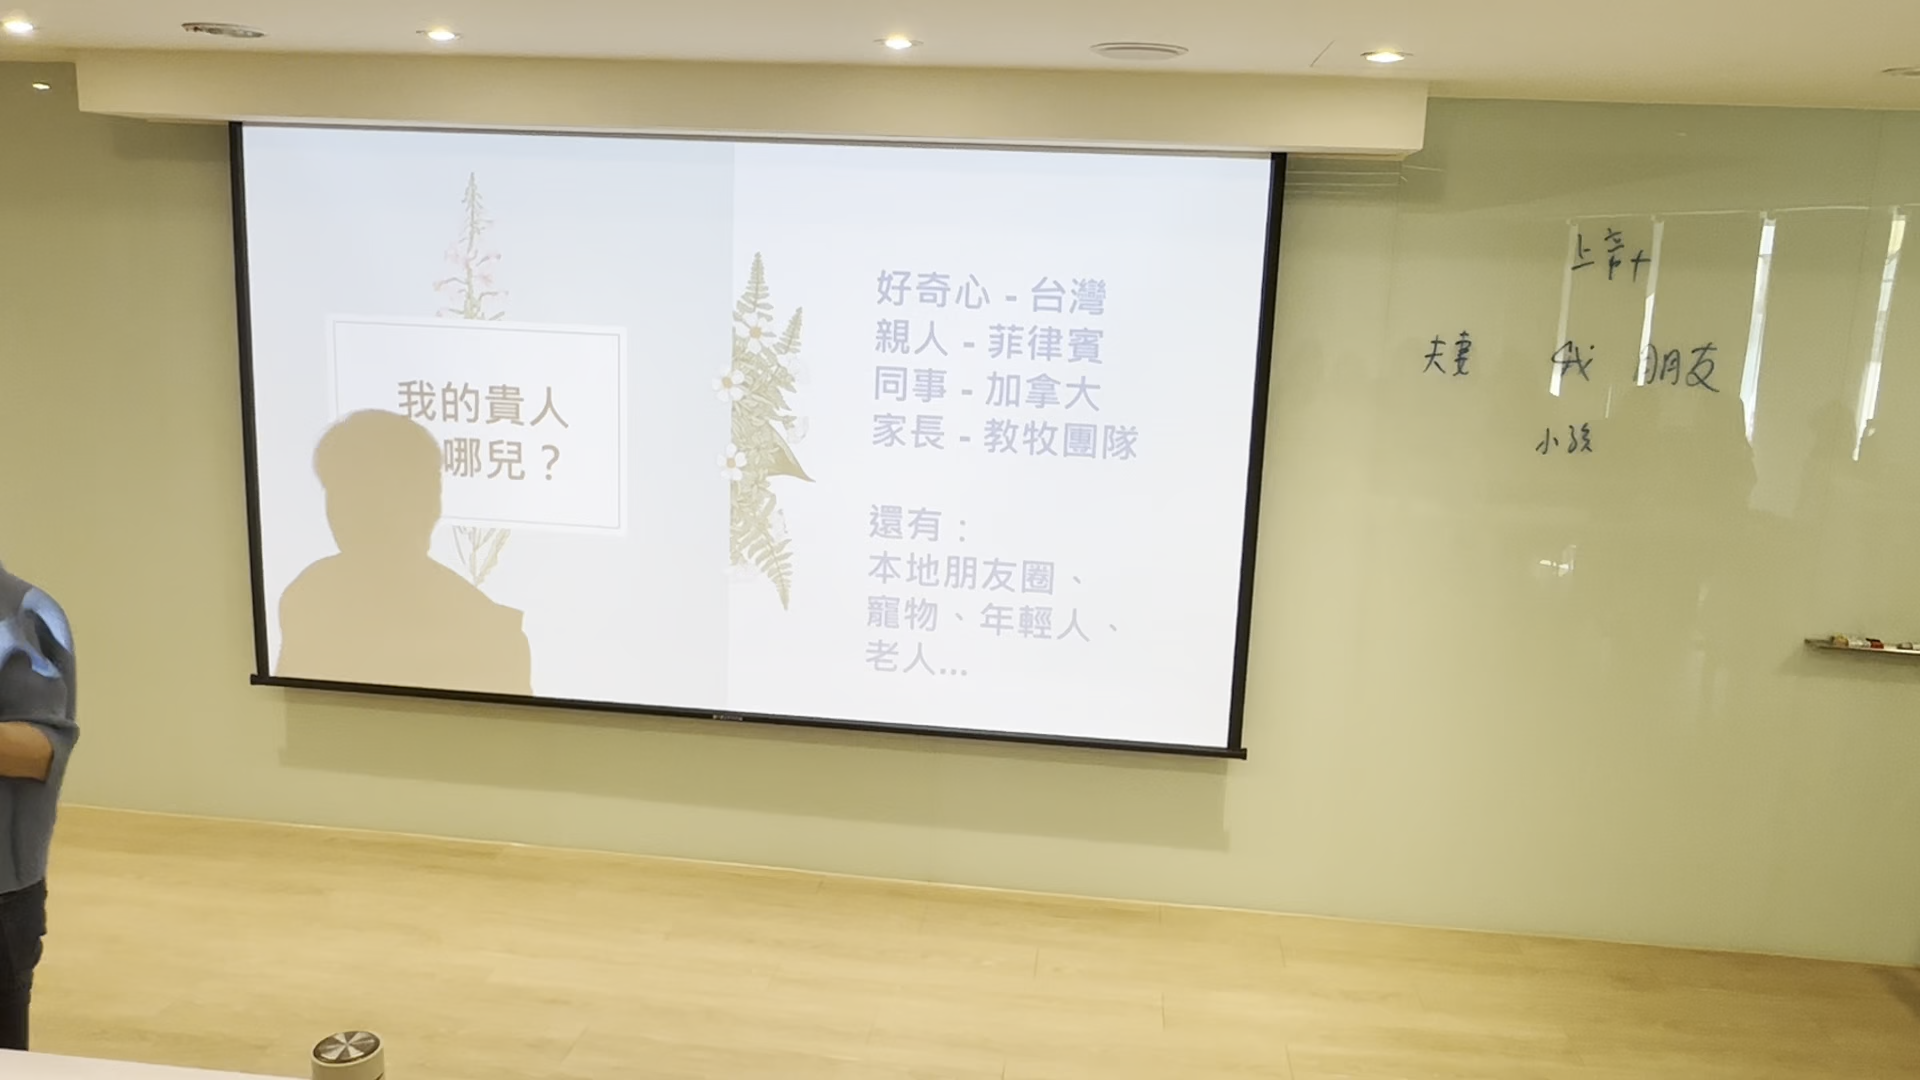 我的貴人
哪兒？
好奇心 - 台灣
親人 - 菲律賓
同事 - 加拿大
家長 - 教牧團隊
還有：
本地朋友圈、
寵物、年輕人、
老人...
上帝
夫妻 我 朋友
小孩